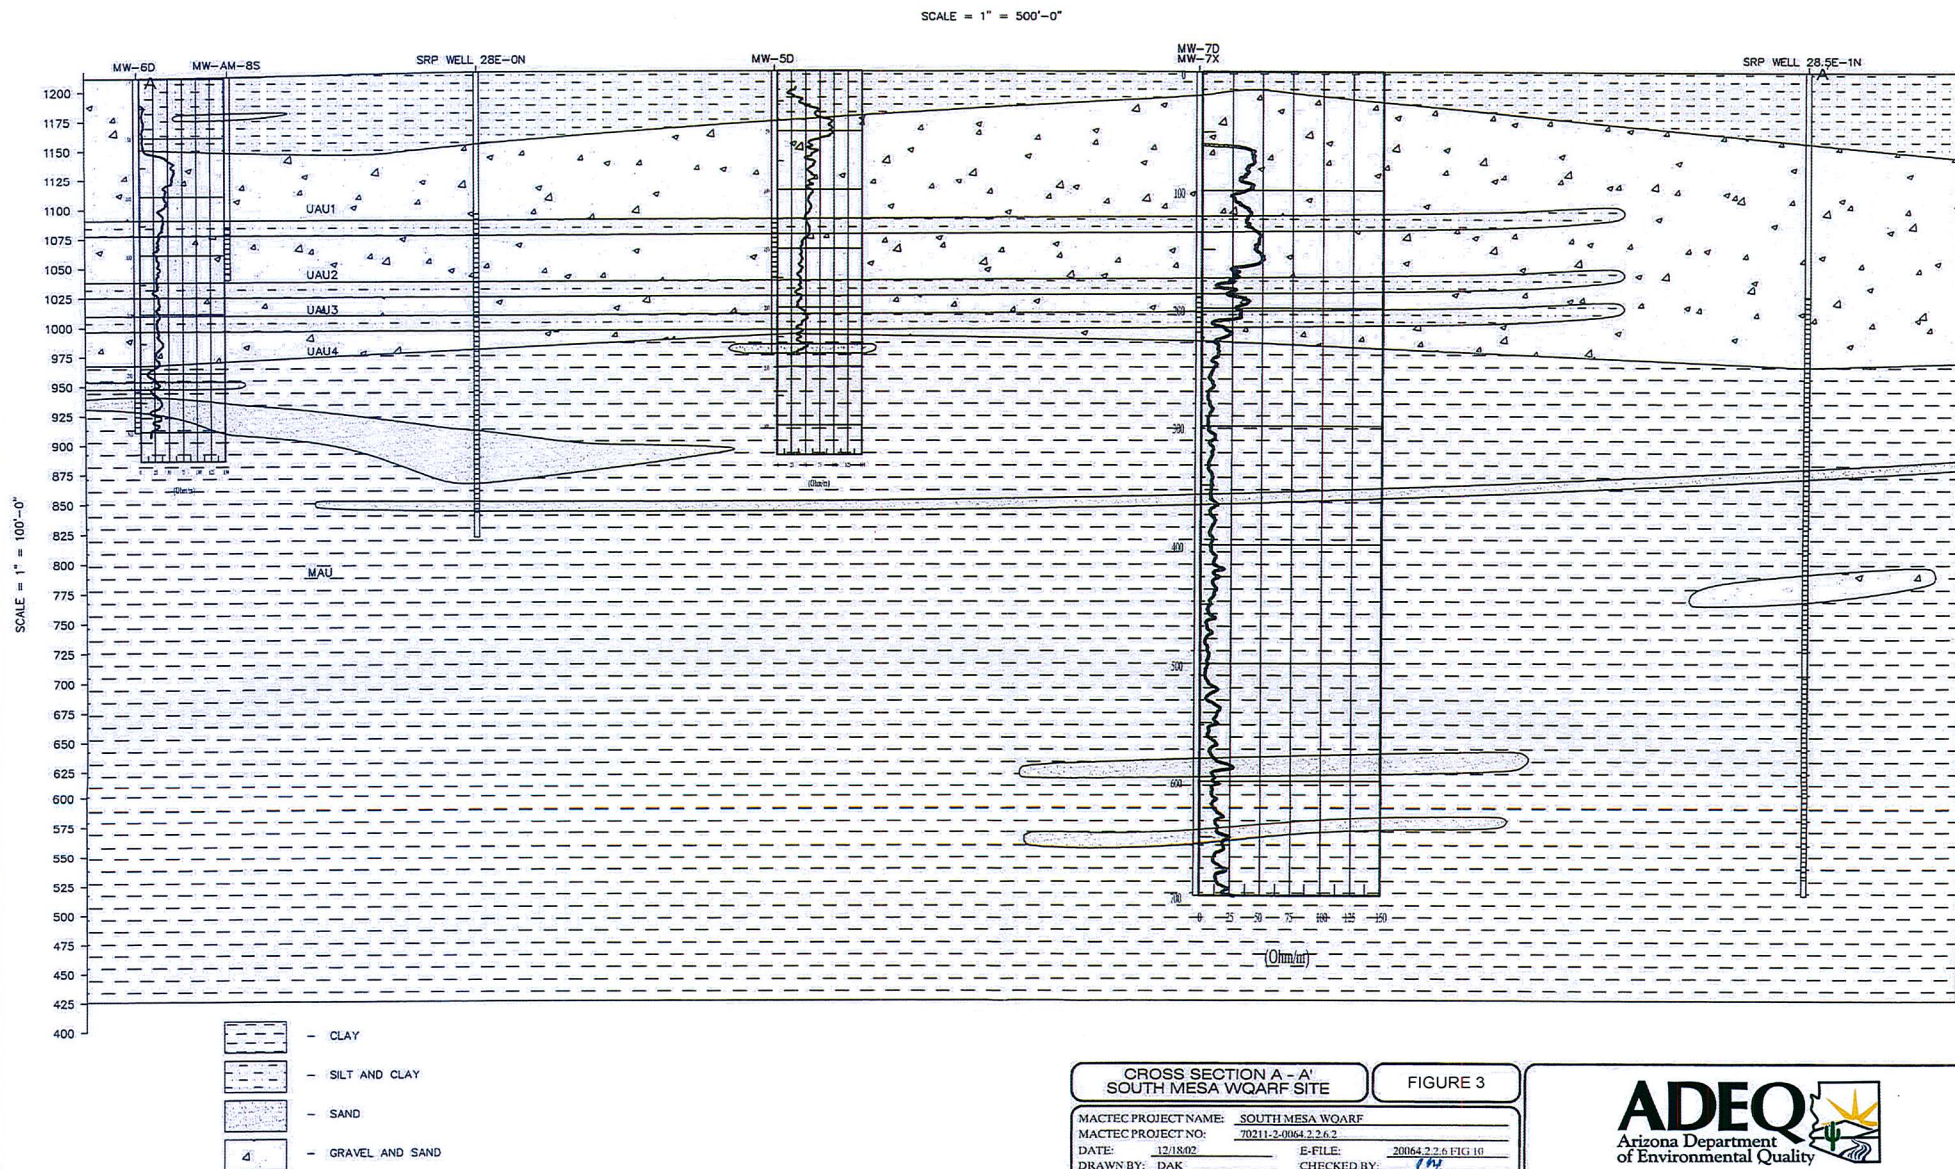 SCALE = 1" = 500'-0"
MW-6D
MW-AM-8S
SRP WELL 28E-0N
MW-5D
MW-7D
MW-7X
SRP WELL 28.5E-1N
A
A'
1200
1175
1150
1125
1100
1075
1050
1025
1000
975
950
925
900
875
850
825
800
775
750
725
700
675
650
625
600
575
550
525
500
475
450
425
400
SCALE = 1" = 100'-0"
UAU1
UAU2
UAU3
UAU4
MAU
0
100
200
300
400
500
600
700
0 25 50 75 100 125 150
(Ohm/m)
(Ohm/m)
(Ohm/m)
- CLAY
- SILT AND CLAY
- SAND
- GRAVEL AND SAND
CROSS SECTION A - A'
SOUTH MESA WQARF SITE
FIGURE 3
MACTEC PROJECT NAME: SOUTH MESA WQARF
MACTEC PROJECT NO: 70211-2-0064.2.2.6.2
DATE: 12/18/02 E-FILE: 20064.2.2.6 FIG 10
DRAWN BY: DAK CHECKED BY:
ADEQ
Arizona Department
of Environmental Quality